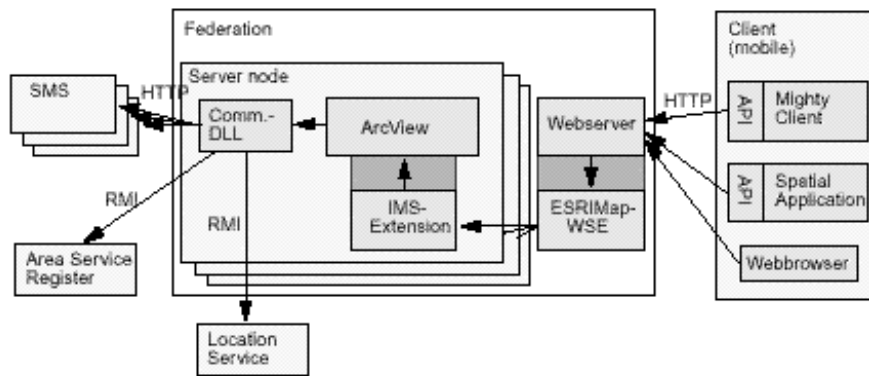 Federation
Client
(mobile)
Server node
SMS
HTTP
Comm.-
DLL
ArcView
Webserver
HTTP
API
Mighty
Client
RMI
RMI
IMS-
Extension
ESRIMap-
WSE
API
Spatial
Application
Area Service
Register
Webbrowser
Location
Service